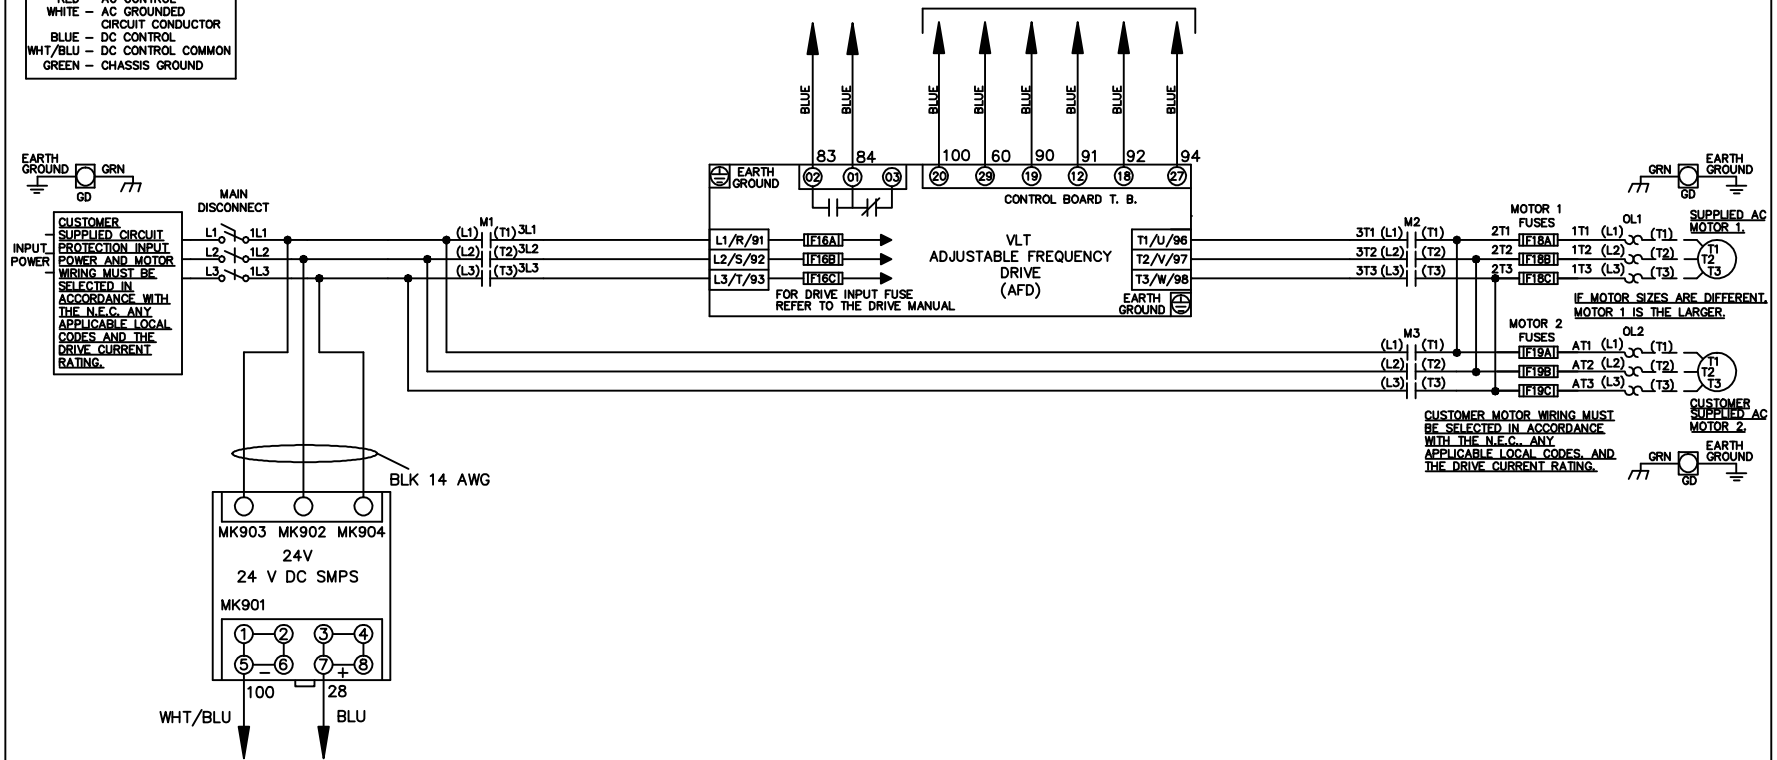 WHITE – AC GROUNDED
CIRCUIT CONDUCTOR
BLUE – DC CONTROL
WHT/BLU – DC CONTROL COMMON
GREEN – CHASSIS GROUND
BLUE
BLUE
BLUE
BLUE
BLUE
BLUE
BLUE
BLUE
83
84
100
60
90
91
92
94
02
01
03
20
29
19
12
18
27
EARTH
GROUND
CONTROL BOARD T. B.
EARTH
GROUND
GRN
GD
MAIN
DISCONNECT
INPUT
POWER
CUSTOMER
SUPPLIED CIRCUIT
PROTECTION INPUT
POWER AND MOTOR
WIRING MUST BE
SELECTED IN
ACCORDANCE WITH
THE N.E.C. ANY
APPLICABLE LOCAL
CODES AND THE
DRIVE CURRENT
RATING.
L1 1L1
L2 1L2
L3 1L3
M1
(L1) (T1) 3L1
(L2) (T2) 3L2
(L3) (T3) 3L3
L1/R/91
L2/S/92
L3/T/93
F16A
F16B
F16C
FOR DRIVE INPUT FUSE
REFER TO THE DRIVE MANUAL
VLT
ADJUSTABLE FREQUENCY
DRIVE
(AFD)
T1/U/96
T2/V/97
T3/W/98
EARTH
GROUND
M2
3T1 (L1) (T1)
3T2 (L2) (T2)
3T3 (L3) (T3)
MOTOR 1
FUSES
2T1 F18A 1T1 (L1)
2T2 F18B 1T2 (L2)
2T3 F18C 1T3 (L3)
OL1
(T1)
(T2)
(T3)
T1
T2
T3
GRN
EARTH
GROUND
GD
SUPPLIED AC
MOTOR 1.
IF MOTOR SIZES ARE DIFFERENT,
MOTOR 1 IS THE LARGER.
M3
(L1) (T1)
(L2) (T2)
(L3) (T3)
MOTOR 2
FUSES
F19A AT1 (L1)
F19B AT2 (L2)
F19C AT3 (L3)
OL2
(T1)
(T2)
(T3)
T1
T2
T3
CUSTOMER
SUPPLIED AC
MOTOR 2.
CUSTOMER MOTOR WIRING MUST
BE SELECTED IN ACCORDANCE
WITH THE N.E.C., ANY
APPLICABLE LOCAL CODES, AND
THE DRIVE CURRENT RATING.
GRN
EARTH
GROUND
GD
BLK 14 AWG
MK903 MK902 MK904
24V
24 V DC SMPS
MK901
1 2 3 4
5 – 6 7 + 8
100
28
WHT/BLU
BLU